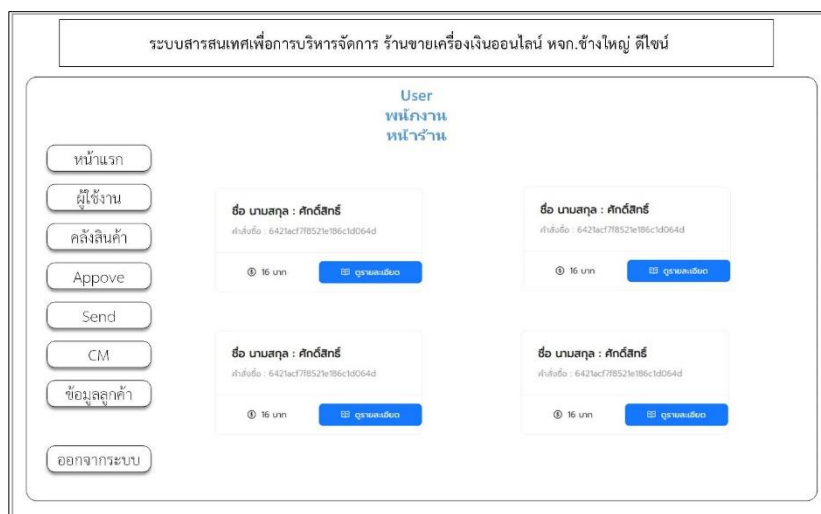 ระบบสารสนเทศเพื่อการบริหารจัดการ ร้านขายเครื่องเงินออนไลน์ หจก.ช้างใหญ่ ดีไซน์
User
พนักงาน
หน้าร้าน
หน้าแรก
ผู้ใช้งาน
คลังสินค้า
Appove
Send
CM
ข้อมูลลูกค้า
ออกจากระบบ
ชื่อ นามสกุล : ศักดิ์สิทธิ์
คำสั่งซื้อ : 6421acf7f8521e186c1d064d
16 บาท
ดูรายละเอียด
ชื่อ นามสกุล : ศักดิ์สิทธิ์
คำสั่งซื้อ : 6421acf7f8521e186c1d064d
16 บาท
ดูรายละเอียด
ชื่อ นามสกุล : ศักดิ์สิทธิ์
คำสั่งซื้อ : 6421acf7f8521e186c1d064d
16 บาท
ดูรายละเอียด
ชื่อ นามสกุล : ศักดิ์สิทธิ์
คำสั่งซื้อ : 6421acf7f8521e186c1d064d
16 บาท
ดูรายละเอียด